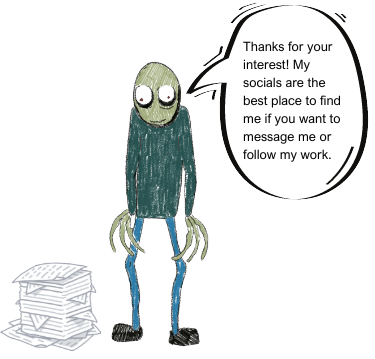 Thanks for your
interest! My
socials are the
best place to find
me if you want to
message me or
follow my work.